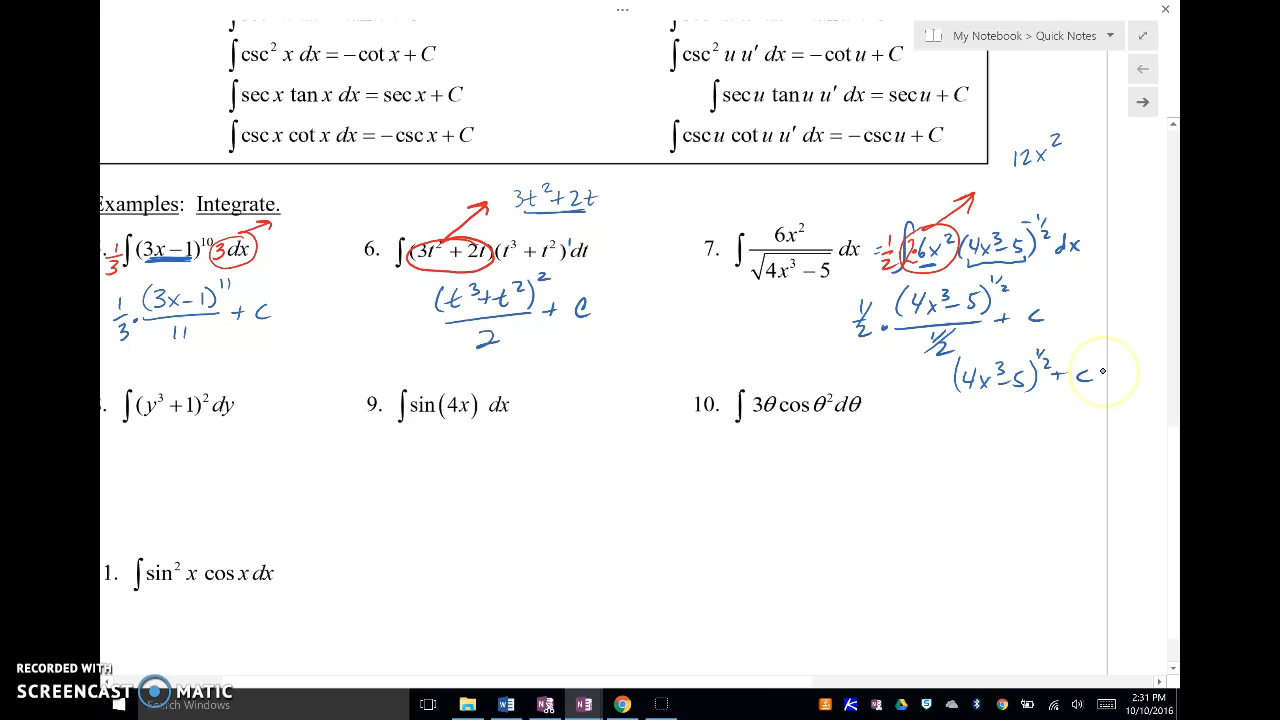 My Notebook > Quick Notes
∫csc² x dx = −cot x + C
∫csc² u u′ dx = −cot u + C
∫sec x tan x dx = sec x + C
∫sec u tan u u′ dx = sec u + C
∫csc x cot x dx = −csc x + C
∫csc u cot u u′ dx = −csc u + C
12x²
Examples: Integrate.
3t² + 2t
1/3 ∫(3x−1)¹⁰ 3 dx
6. ∫(3t² + 2t)(t³ + t²)¹ dt
7. ∫ 6x² / √(4x³ − 5) dx = 1/2 ∫ 2·6x² (4x³−5)^(-1/2) dx
1/3 · (3x−1)¹¹ / 11 + C
(t³+t²)² / 2 + C
1/2 · (4x³−5)^(1/2) / (1/2) + C
(4x³−5)^(1/2) + C
∫(y³ + 1)² dy
9. ∫sin(4x) dx
10. ∫ 3θ cos θ² dθ
1. ∫sin² x cos x dx
RECORDED WITH
SCREENCAST MATIC
Search Windows
2:31 PM
10/10/2016